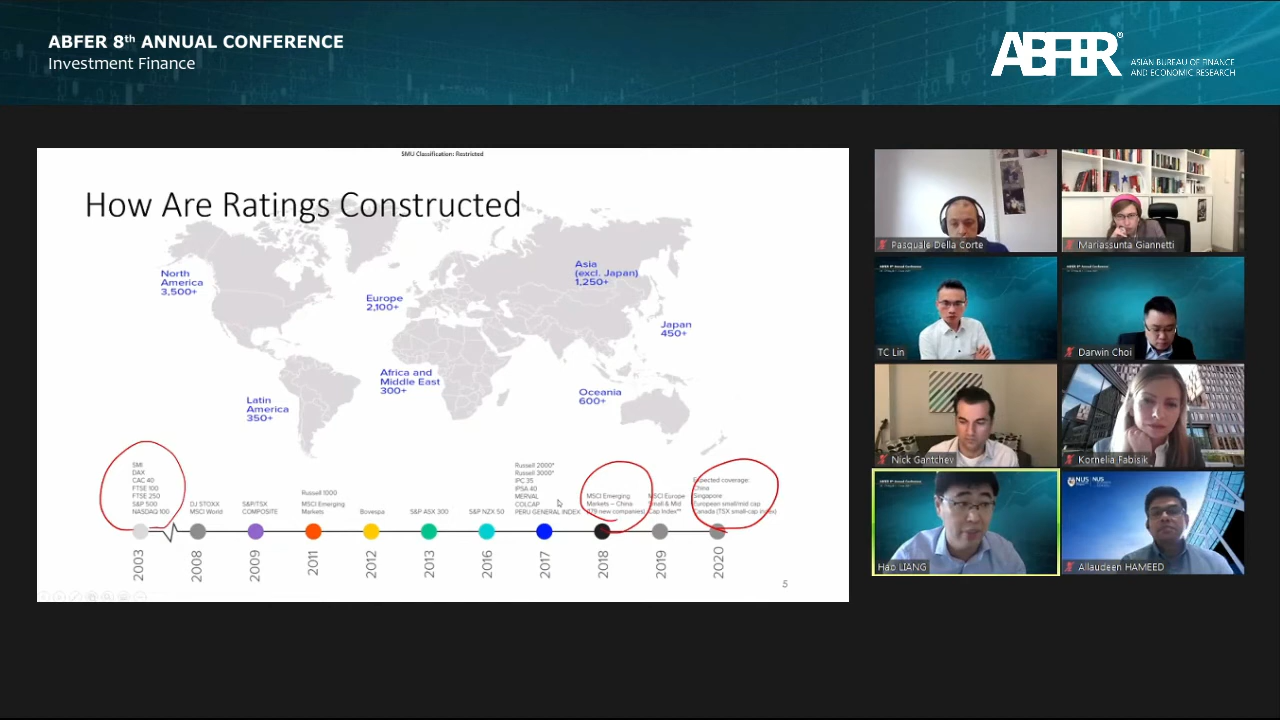 ABFER 8th ANNUAL CONFERENCE
Investment Finance
ABFER®
ASIAN BUREAU OF FINANCE
AND ECONOMIC RESEARCH
SMU Classification: Restricted
How Are Ratings Constructed
North
America
3,500+
Europe
2,100+
Asia
(excl. Japan)
1,250+
Japan
450+
Africa and
Middle East
300+
Latin
America
350+
Oceania
600+
SMI
DAX
CAC 40
FTSE 100
FTSE 250
S&P 500
NASDAQ 100
DJ STOXX
MSCI World
S&P/TSX
COMPOSITE
Russell 1000
MSCI Emerging
Markets
Bovespa
S&P ASX 300
S&P NZX 50
Russell 2000*
Russell 3000*
IPC 35
IPSA 40
MERVAL
COLCAP
PERU GENERAL INDEX
MSCI Emerging
Markets – China
(179 new companies)
MSCI Europe
Small & Mid
Cap Index**
Expected coverage:
China
Singapore
European small/mid cap
Canada (TSX small-cap index)
2003
2008
2009
2011
2012
2013
2016
2017
2018
2019
2020
5
Pasquale Della Corte
Mariassunta Giannetti
TC Lin
Darwin Choi
Nick Gantchev
Kornelia Fabisik
Hao LIANG
NUS
NUS
Allaudeen HAMEED